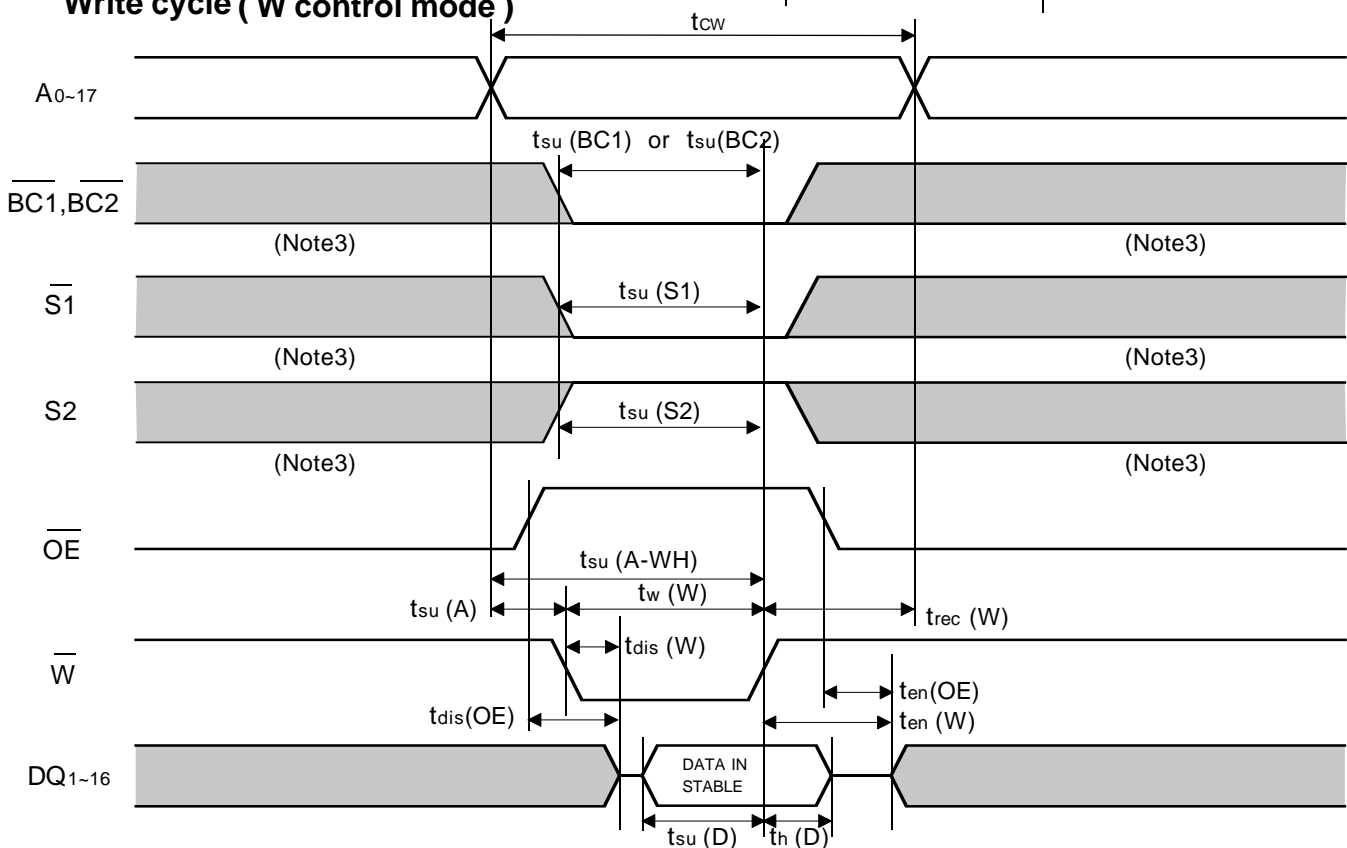 Write cycle ( W control mode )
tCW
A0~17
tsu (BC1) or tsu(BC2)
BC1,BC2
(Note3) (Note3)
S1
tsu (S1)
(Note3) (Note3)
S2
tsu (S2)
(Note3) (Note3)
OE
tsu (A-WH)
tsu (A) tw (W) trec (W)
W
tdis (W)
ten(OE)
tdis(OE) ten (W)
DQ1~16
DATA IN
STABLE
tsu (D) th (D)